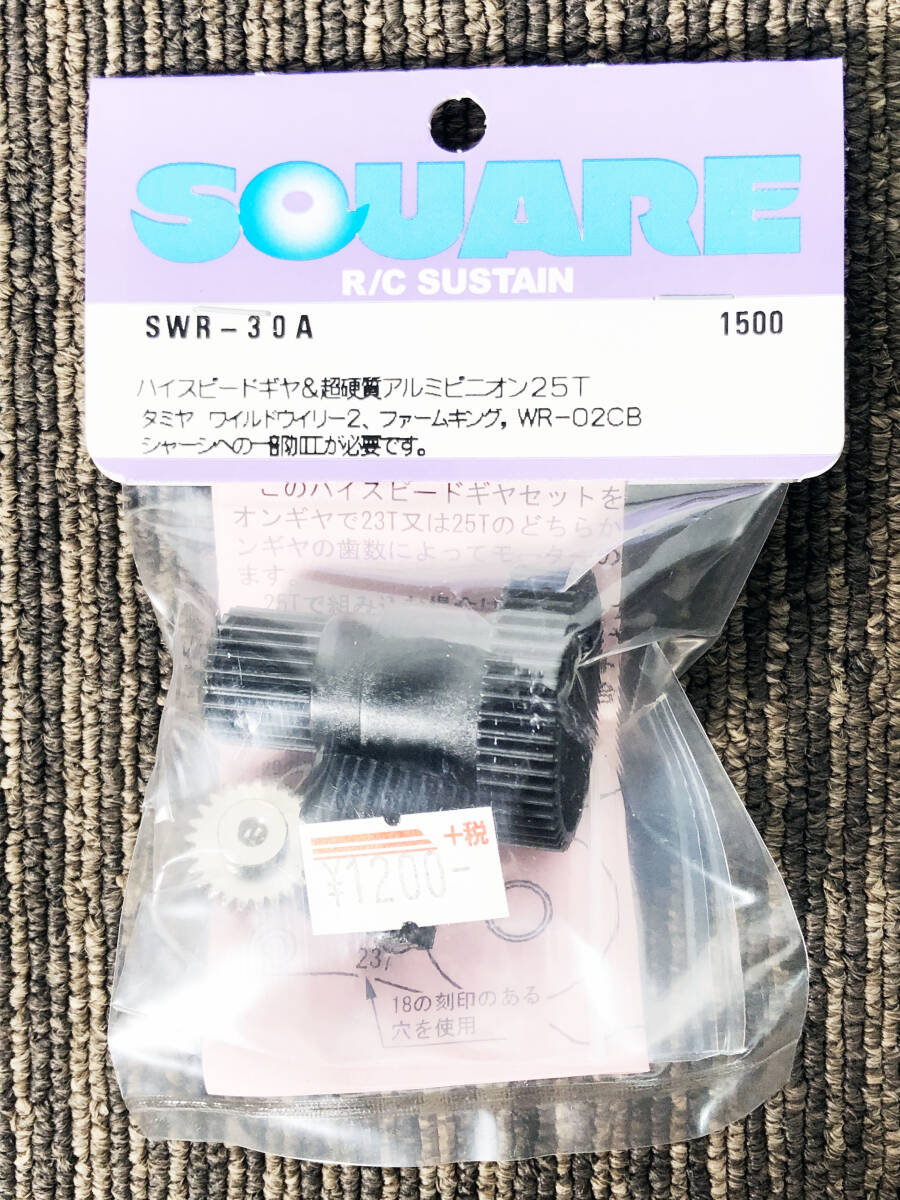 SQUARE
R/C SUSTAIN
SWR-30A 1500
ハイスピードギヤ&超硬質アルミピニオン25T
タミヤ ワイルドウイリー2、ファームキング, WR-02CB
シャーシへの一部加工が必要です。
このハイスピードギヤセットを
オンギヤで23T又は25Tのどちらか
ンギヤの歯数によってモーター
ます
25Tで組み込む場合は
+税
¥1200-
23T
18の刻印のある
穴を使用